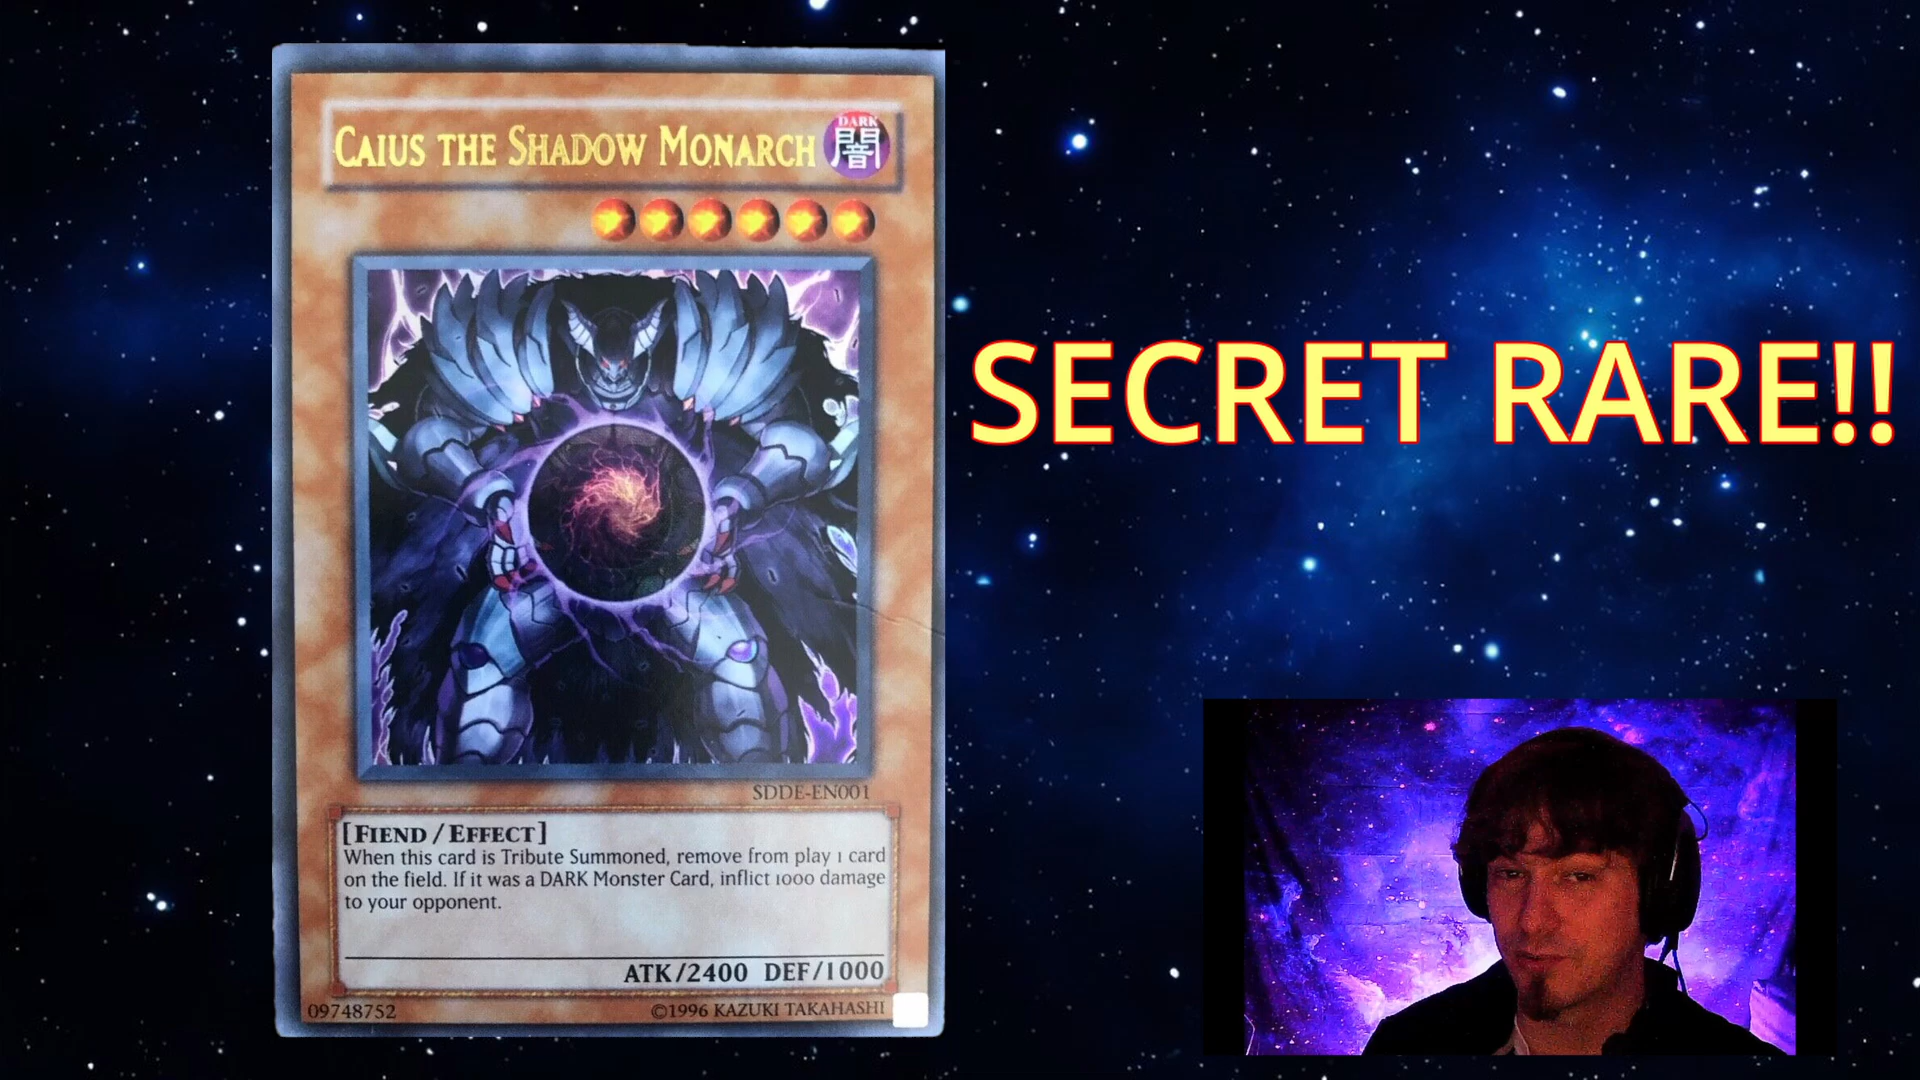 CAIUS THE SHADOW MONARCH
DARK
闇
SECRET RARE!!
SDDE-EN001
[FIEND / EFFECT]
When this card is Tribute Summoned, remove from play 1 card
on the field. If it was a DARK Monster Card, inflict 1000 damage
to your opponent.
ATK/2400 DEF/1000
09748752
©1996 KAZUKI TAKAHASHI